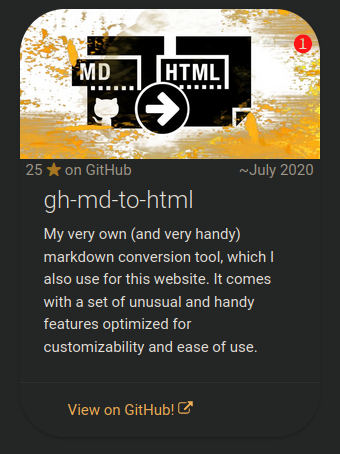 MD
HTML
1
25 ⭐ on GitHub
~July 2020
gh-md-to-html
My very own (and very handy)
markdown conversion tool, which I
also use for this website. It comes
with a set of unusual and handy
features optimized for
customizability and ease of use.
View on GitHub!